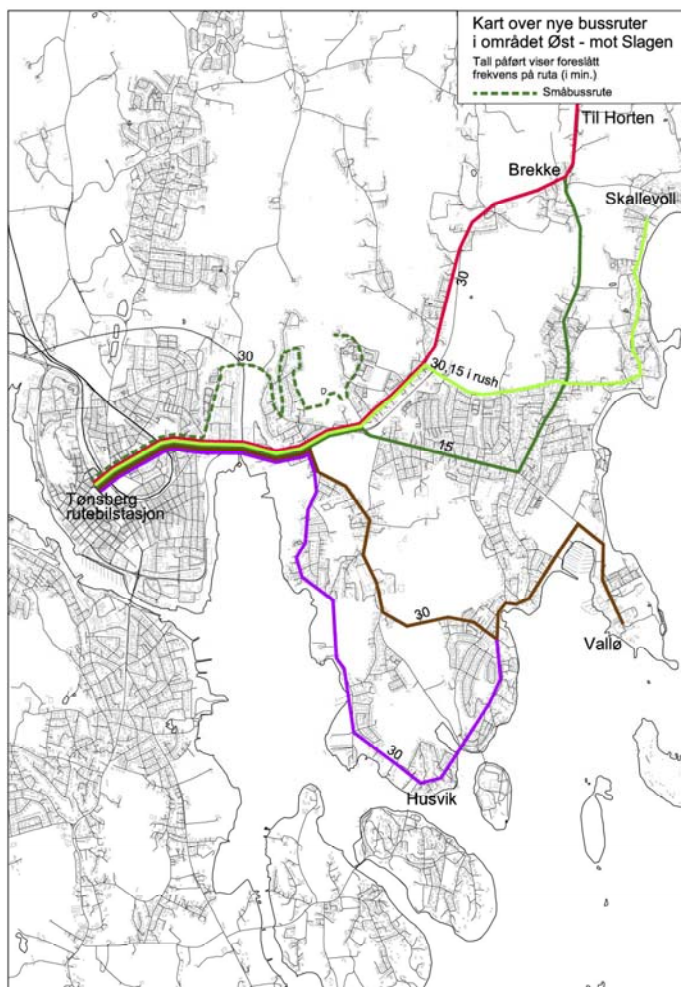 Kart over nye bussruter
i området Øst - mot Slagen
Tall påført viser foreslått
frekvens på ruta (i min.)
Småbussrute
Til Horten
Brekke
Skallevoll
30
30
30,15 i rush
15
Tønsberg
rutebilstasjon
30
Vallø
30
Husvik